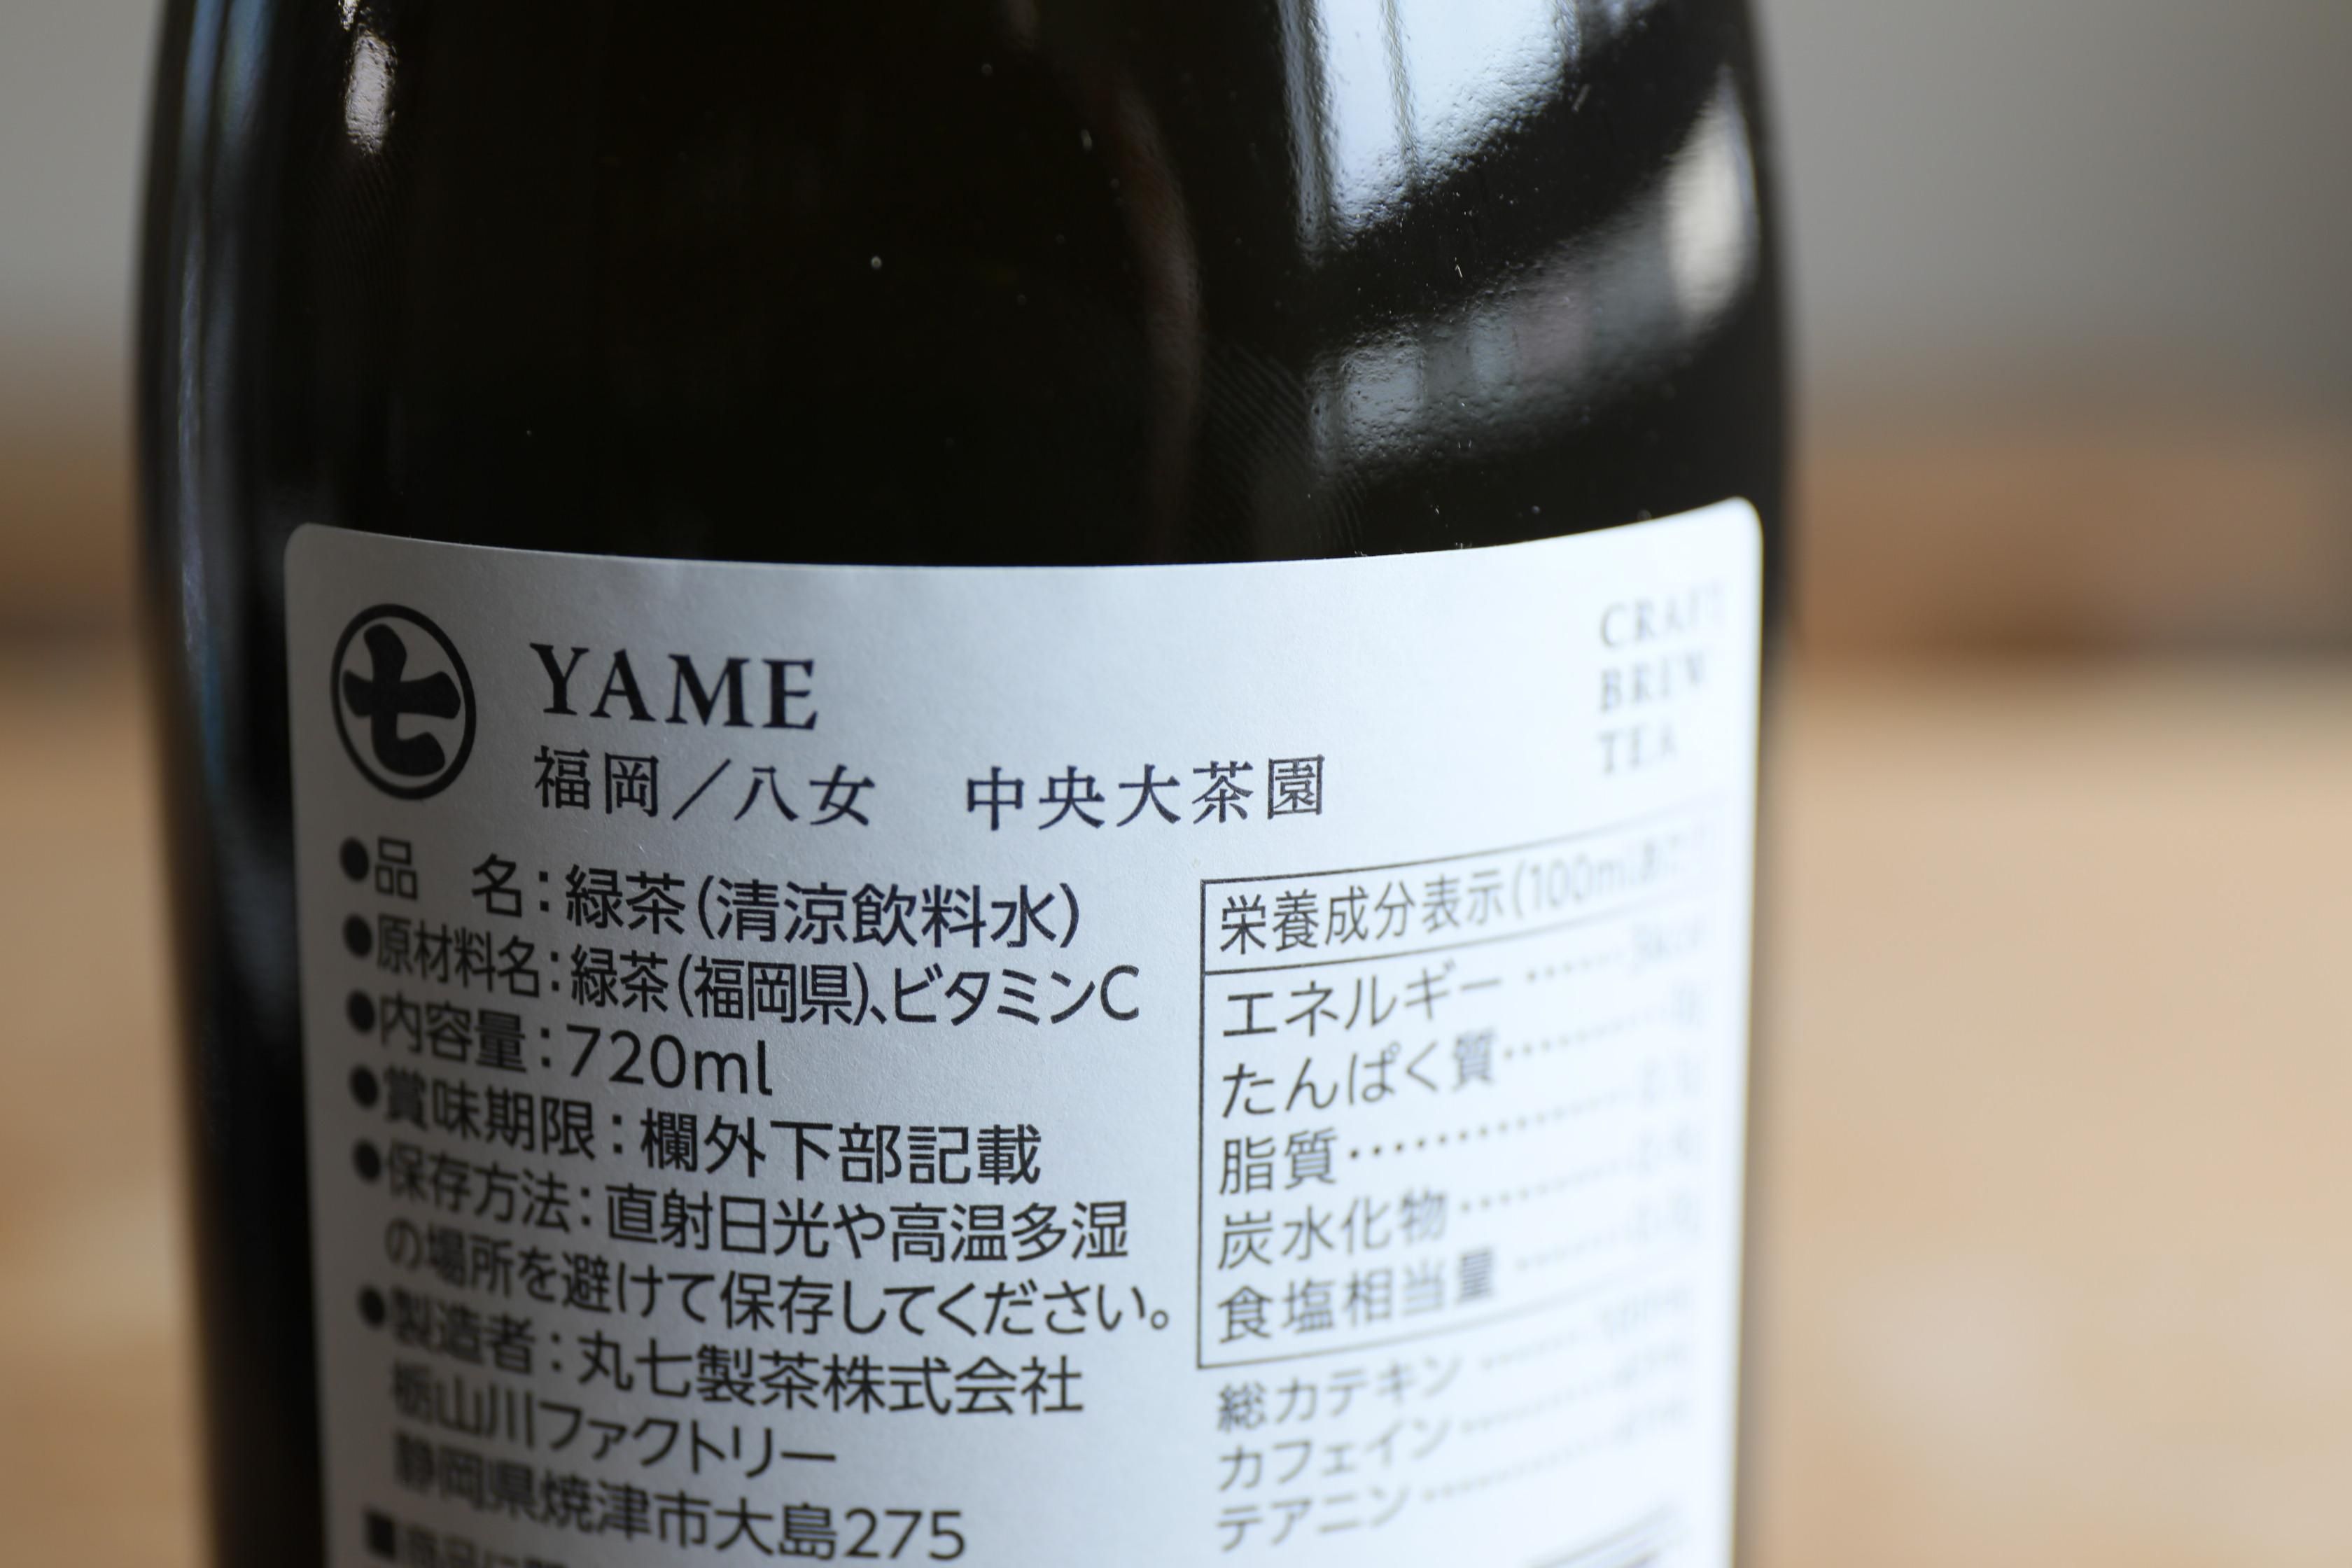 七
YAME
福岡／八女　中央大茶園
CRAFT
BREW
TEA
●品　名：緑茶（清涼飲料水）
●原材料名：緑茶（福岡県）、ビタミンC
●内容量：720ml
●賞味期限：欄外下部記載
●保存方法：直射日光や高温多湿
の場所を避けて保存してください。
●製造者：丸七製茶株式会社
栃山川ファクトリー
静岡県焼津市大島275
栄養成分表示（100ml
エネルギー
たんぱく質
脂質
炭水化物
食塩相当量
総カテキン
カフェイン
テアニン